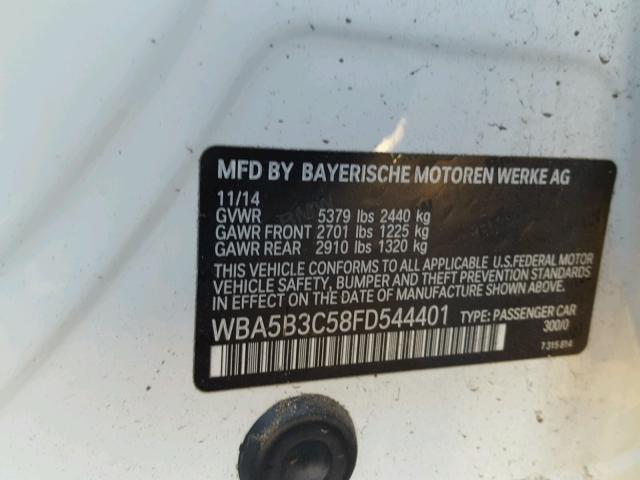 MFD BY BAYERISCHE MOTOREN WERKE AG
11/14
GVWR 5379 lbs 2440 kg
GAWR FRONT 2701 lbs 1225 kg
GAWR REAR 2910 lbs 1320 kg
THIS VEHICLE CONFORMS TO ALL APPLICABLE U.S.FEDERAL MOTOR
VEHICLE SAFETY, BUMPER AND THEFT PREVENTION STANDARDS
IN EFFECT ON THE DATE OF MANUFACTURE SHOWN ABOVE.
WBA5B3C58FD544401 TYPE: PASSENGER CAR
300/0
7 315 814